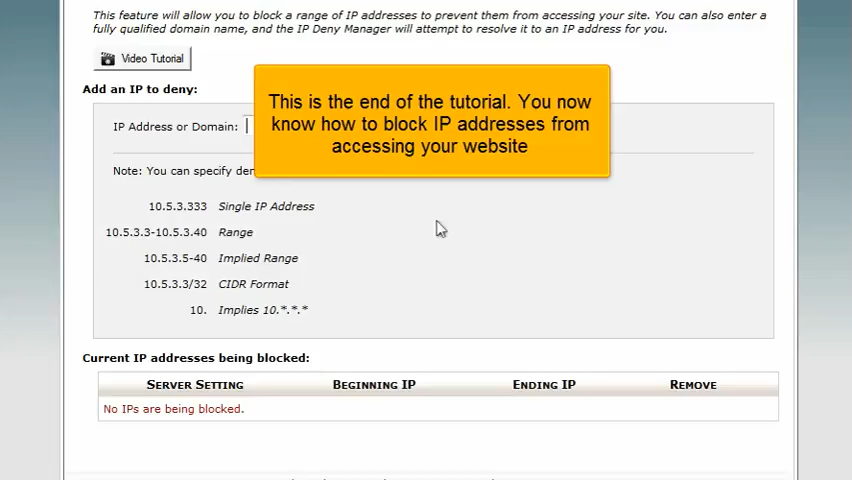 This feature will allow you to block a range of IP addresses to prevent them from accessing your site. You can also enter a
fully qualified domain name, and the IP Deny Manager will attempt to resolve it to an IP address for you.
Video Tutorial
Add an IP to deny:
This is the end of the tutorial. You now
know how to block IP addresses from
accessing your website
IP Address or Domain:
Note: You can specify
10.5.3.333 Single IP Address
10.5.3.3-10.5.3.40 Range
10.5.3.5-40 Implied Range
10.5.3.3/32 CIDR Format
10. Implies 10.*.*.*
Current IP addresses being blocked:
SERVER SETTING BEGINNING IP ENDING IP REMOVE
No IPs are being blocked.